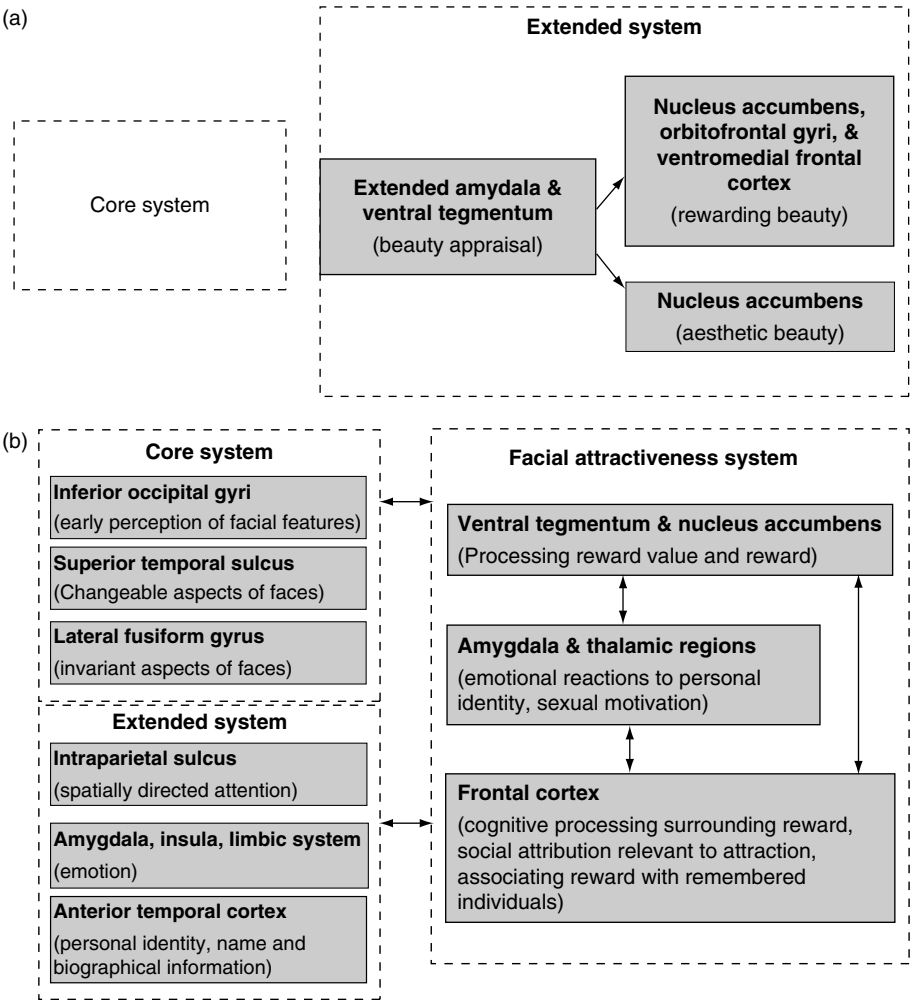 (a)
Extended system
Core system
Extended amydala &
ventral tegmentum
(beauty appraisal)
Nucleus accumbens,
orbitofrontal gyri, &
ventromedial frontal
cortex
(rewarding beauty)
Nucleus accumbens
(aesthetic beauty)
(b)
Core system
Inferior occipital gyri
(early perception of facial features)
Superior temporal sulcus
(Changeable aspects of faces)
Lateral fusiform gyrus
(invariant aspects of faces)
Extended system
Intraparietal sulcus
(spatially directed attention)
Amygdala, insula, limbic system
(emotion)
Anterior temporal cortex
(personal identity, name and
biographical information)
Facial attractiveness system
Ventral tegmentum & nucleus accumbens
(Processing reward value and reward)
Amygdala & thalamic regions
(emotional reactions to personal
identity, sexual motivation)
Frontal cortex
(cognitive processing surrounding reward,
social attribution relevant to attraction,
associating reward with remembered
individuals)